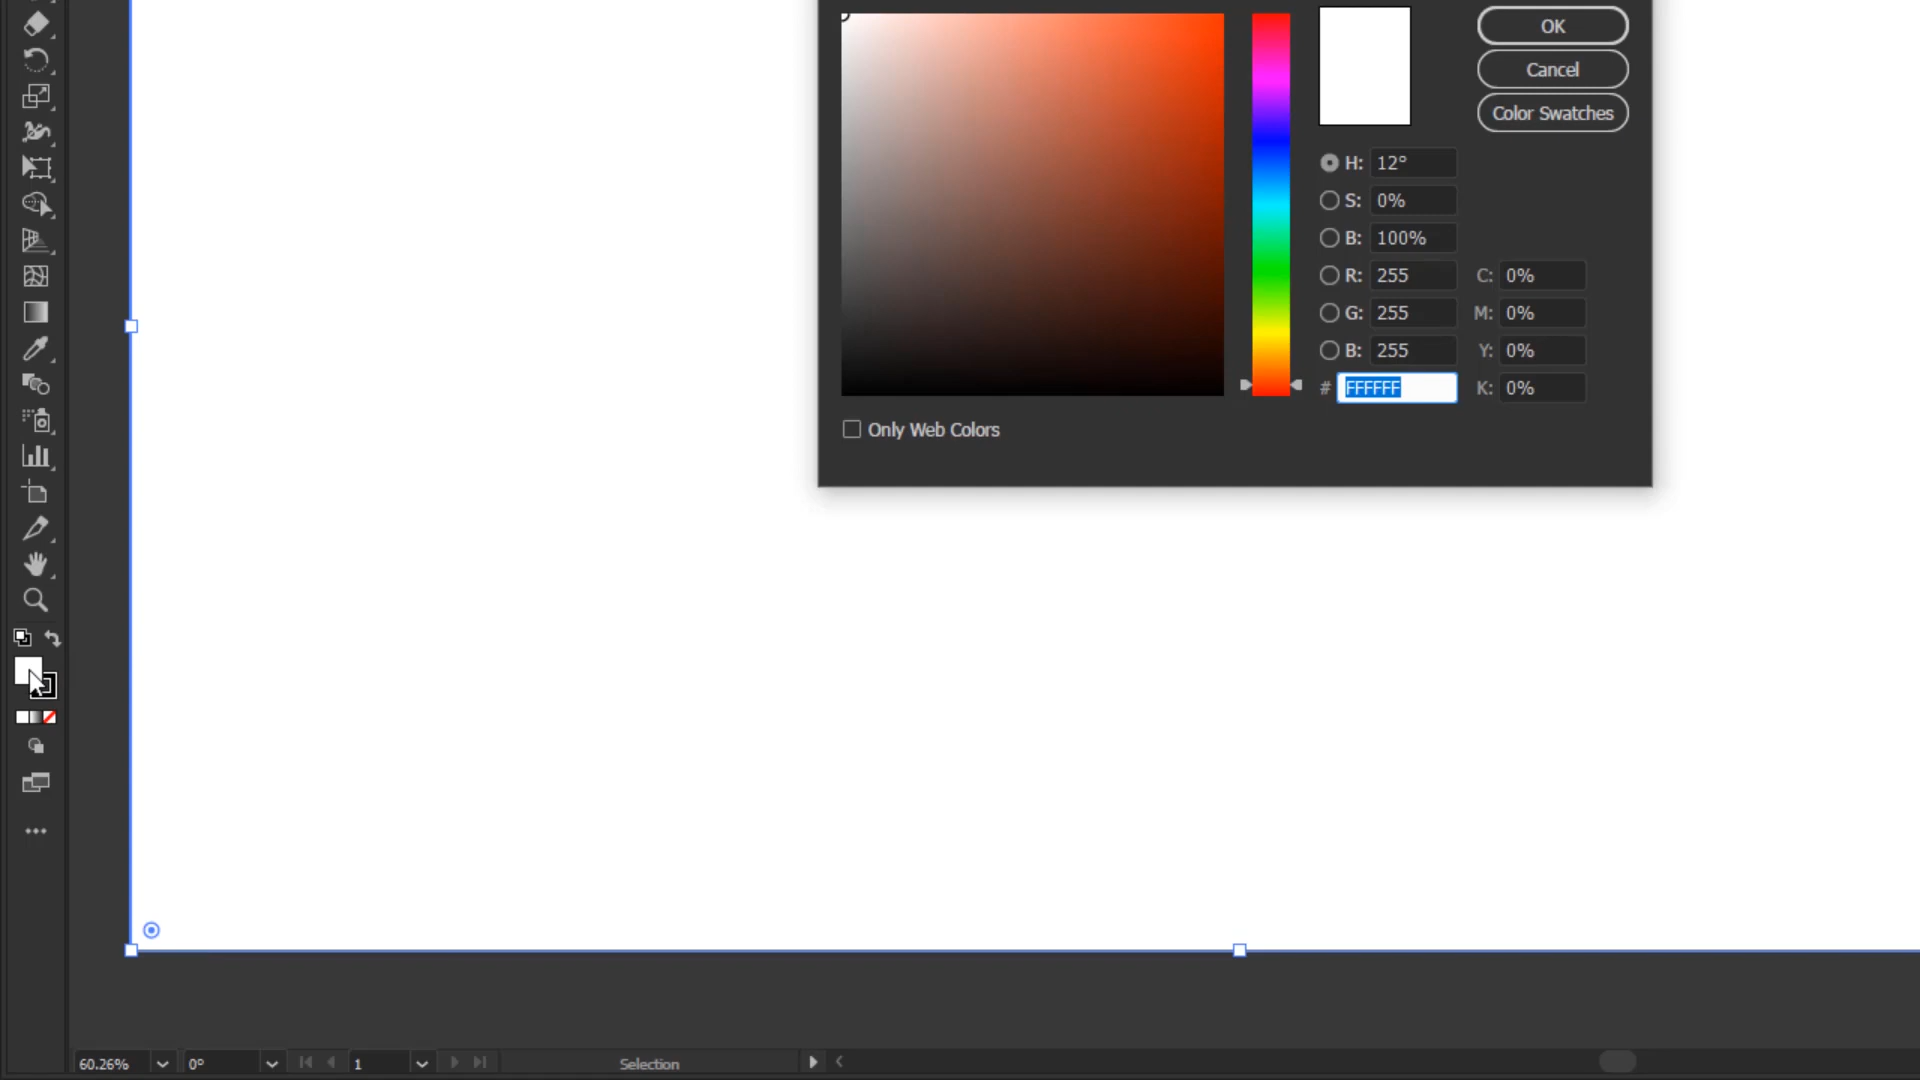 OK
Cancel
Color Swatches
H: 12°
S: 0%
B: 100%
R: 255 C: 0%
G: 255 M: 0%
B: 255 Y: 0%
# FFFFFF K: 0%
Only Web Colors
60.26% 0° 1 Selection